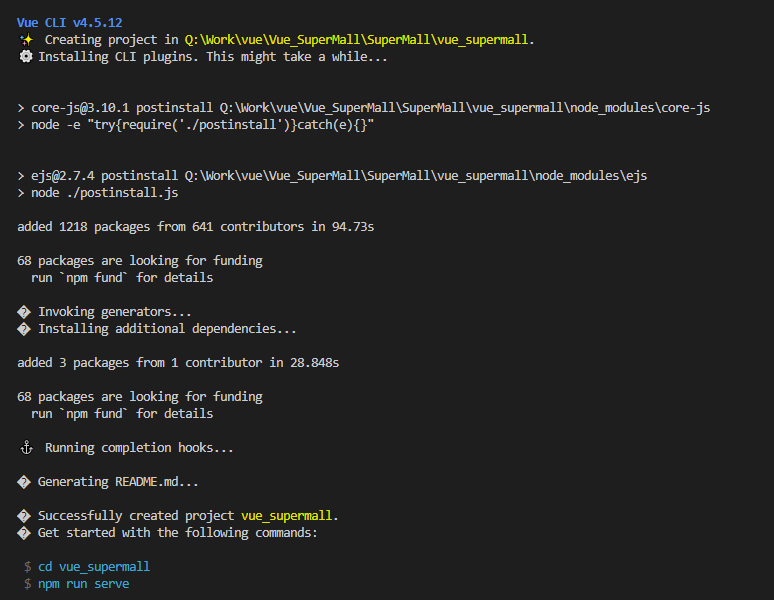 Vue CLI v4.5.12
✨ Creating project in Q:\Work\vue\Vue_SuperMall\SuperMall\vue_supermall.
⚙ Installing CLI plugins. This might take a while...
> core-js@3.10.1 postinstall Q:\Work\vue\Vue_SuperMall\SuperMall\vue_supermall\node_modules\core-js
> node -e "try{require('./postinstall')}catch(e){}"
> ejs@2.7.4 postinstall Q:\Work\vue\Vue_SuperMall\SuperMall\vue_supermall\node_modules\ejs
> node ./postinstall.js
added 1218 packages from 641 contributors in 94.73s
68 packages are looking for funding
run `npm fund` for details
� Invoking generators...
� Installing additional dependencies...
added 3 packages from 1 contributor in 28.848s
68 packages are looking for funding
run `npm fund` for details
⚓ Running completion hooks...
� Generating README.md...
� Successfully created project vue_supermall.
� Get started with the following commands:
$ cd vue_supermall
$ npm run serve